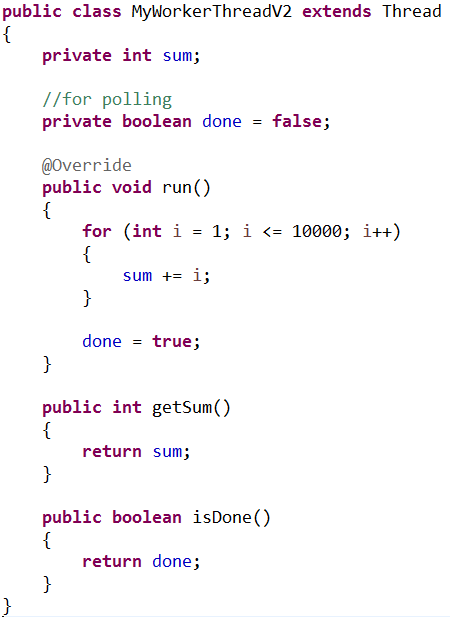 public class MyWorkerThreadV2 extends Thread
{
    private int sum;

    //for polling
    private boolean done = false;

    @Override
    public void run()
    {
        for (int i = 1; i <= 10000; i++)
        {
            sum += i;
        }

        done = true;
    }

    public int getSum()
    {
        return sum;
    }

    public boolean isDone()
    {
        return done;
    }
}